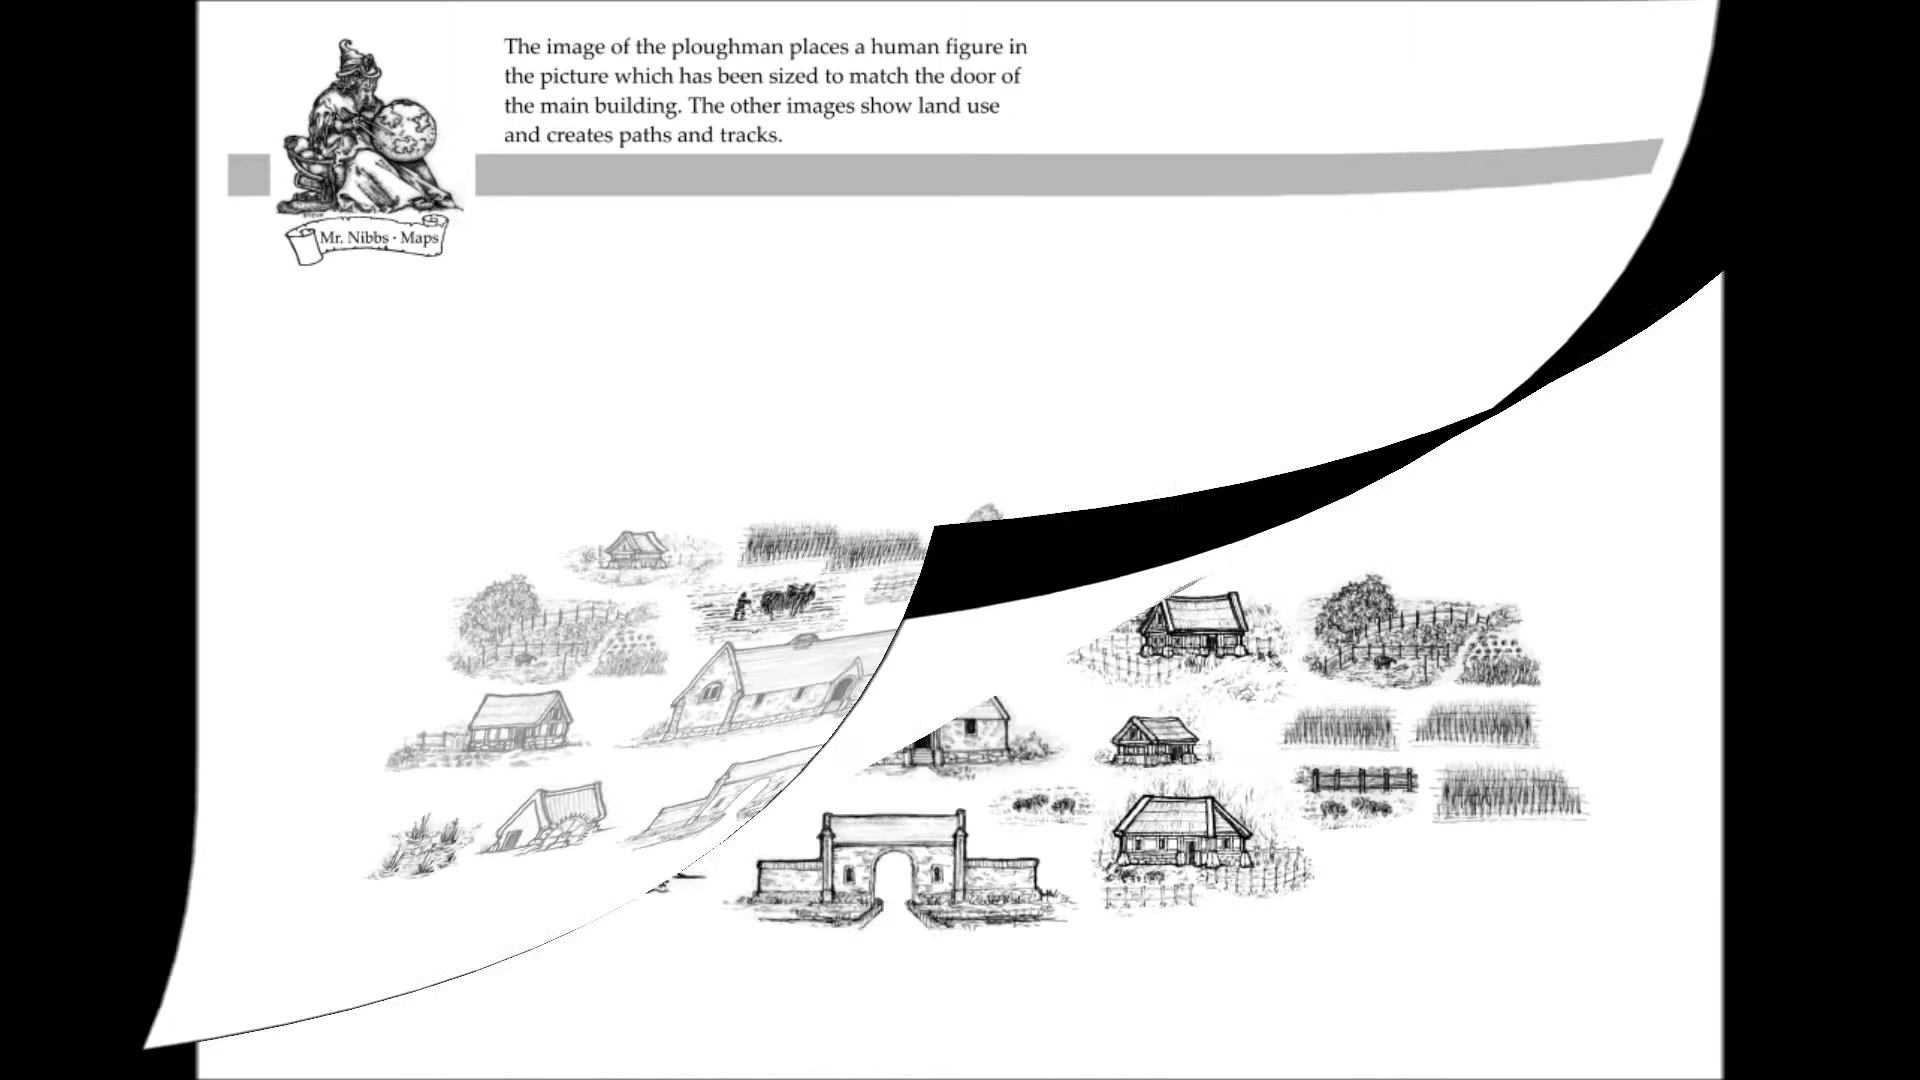 The image of the ploughman places a human figure in
the picture which has been sized to match the door of
the main building. The other images show land use
and creates paths and tracks.
Mr. Nibbs · Maps